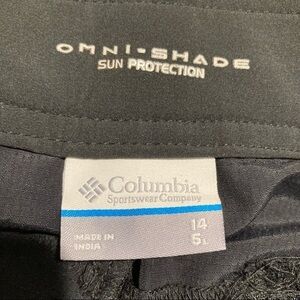 OMNI-SHADE
SUN PROTECTION
Columbia
Sportswear Company
14
MADE IN
INDIA
5L